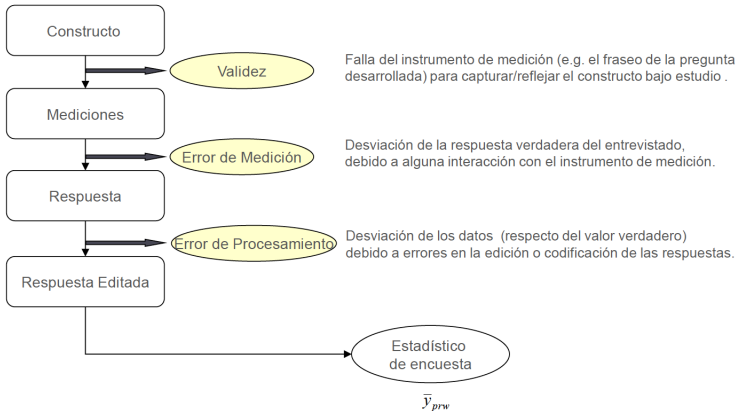 Constructo
Validez
Falla del instrumento de medición (e.g. el fraseo de la pregunta
desarrollada) para capturar/reflejar el constructo bajo estudio .
Mediciones
Error de Medición
Desviación de la respuesta verdadera del entrevistado,
debido a alguna interacción con el instrumento de medición.
Respuesta
Error de Procesamiento
Desviación de los datos (respecto del valor verdadero)
debido a errores en la edición o codificación de las respuestas.
Respuesta Editada
Estadístico
de encuesta
ȳ_prw